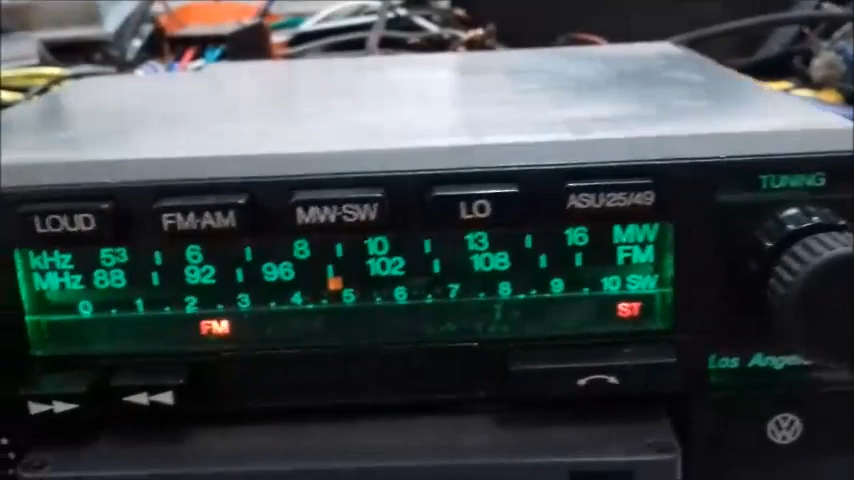 TUNING
LOUD FM·AM MW·SW LO ASU·25/49
kHz 53 6 8 10 13 16 MW
MHz 88 92 96 102 108 FM
0 1 2 3 4 5 6 7 8 9 10 SW
FM ST
Los Angeles